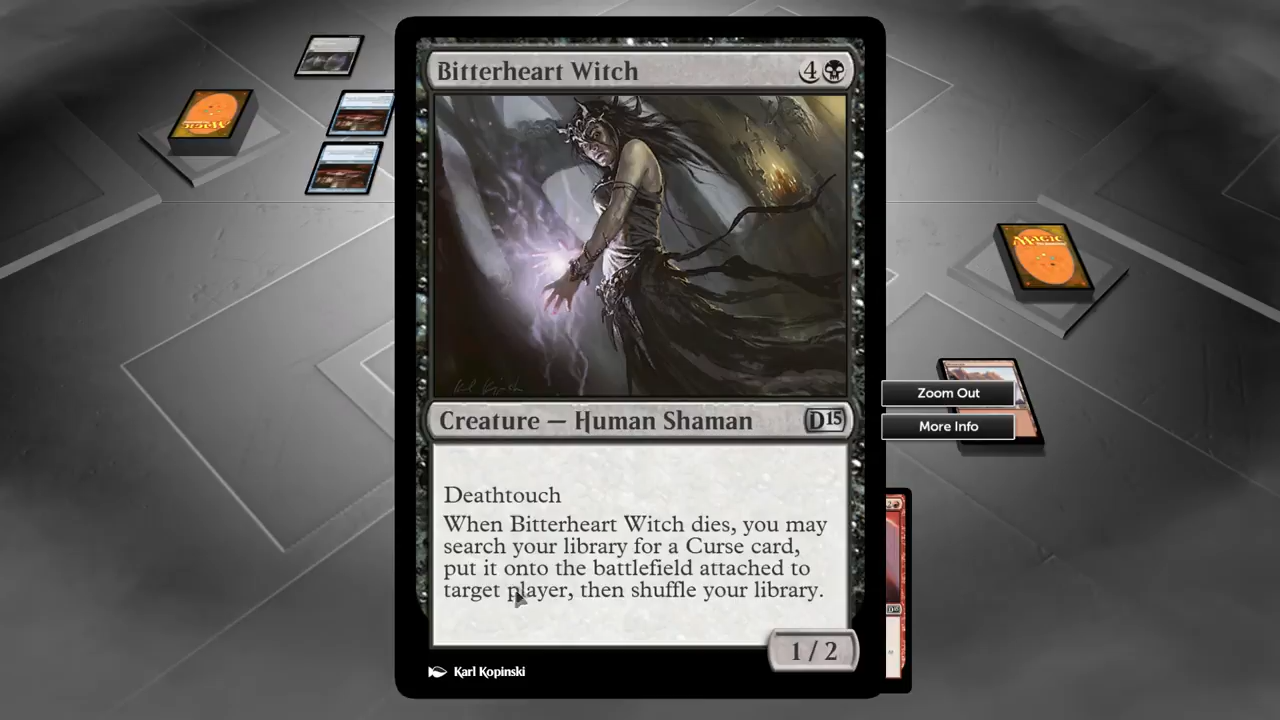 Bitterheart Witch 4
Creature — Human Shaman D15
Deathtouch
When Bitterheart Witch dies, you may
search your library for a Curse card,
put it onto the battlefield attached to
target player, then shuffle your library.
1 / 2
Karl Kopinski
Zoom Out
More Info
MAGIC
MAGIC